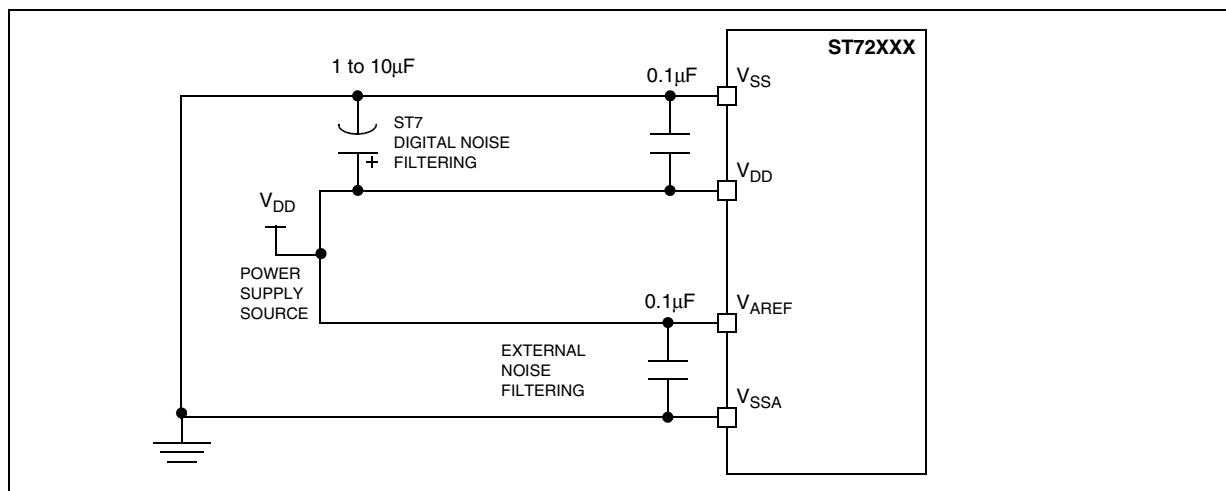 ST72XXX
1 to 10μF
0.1μF
VSS
ST7
DIGITAL NOISE
FILTERING
+
VDD
VDD
POWER
SUPPLY
SOURCE
0.1μF
VAREF
EXTERNAL
NOISE
FILTERING
VSSA